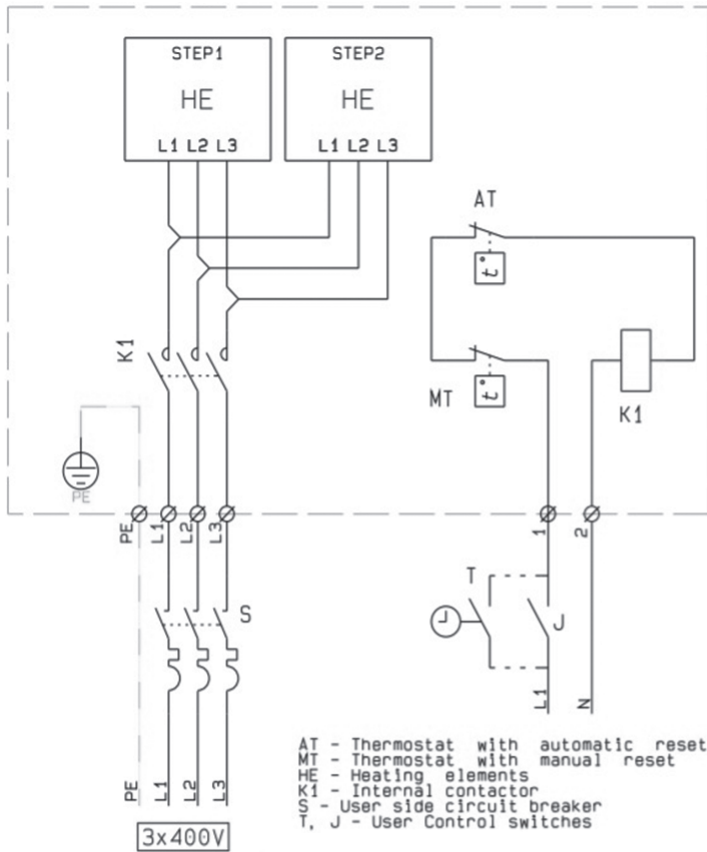 STEP1 STEP2
HE HE
L1 L2 L3 L1 L2 L3
AT
t
K1
MT t K1
PE
PE L1 L2 L3 1 2
T
S J
L1 N
PE L1 L2 L3
3x400V
AT - Thermostat with automatic reset
MT - Thermostat with manual reset
HE - Heating elements
K1 - Internal contactor
S - User side circuit breaker
T, J - User Control switches